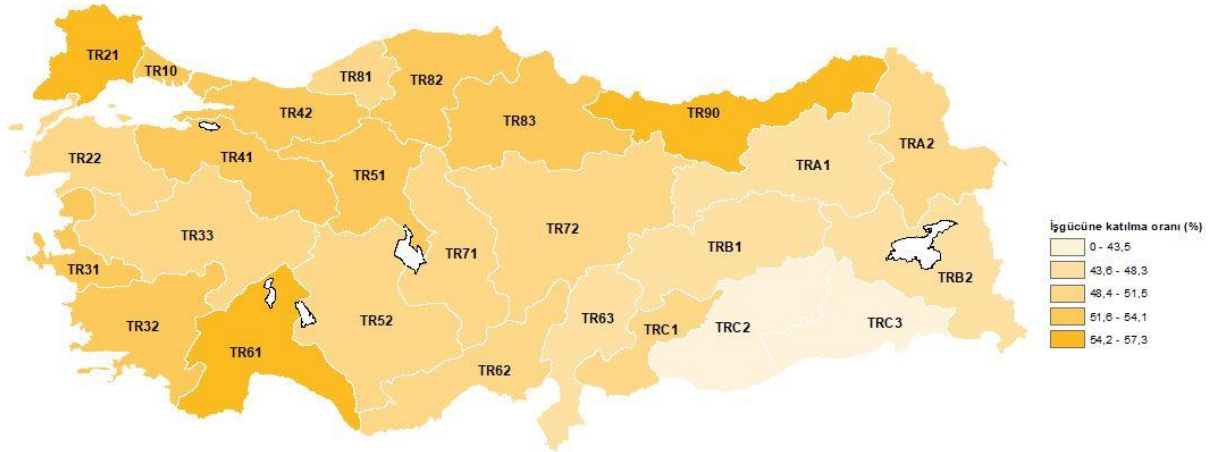 TR21
TR10
TR81
TR82
TR42
TR83
TR90
TR22
TR41
TR51
TRA1
TRA2
TR33
TR71
TR72
TRB1
TR31
TRB2
TR32
TR52
TR63
TRC1
TRC2
TRC3
TR61
TR62
İşgücüne katılma oranı (%)
0 - 43,5
43,6 - 48,3
48,4 - 51,5
51,6 - 54,1
54,2 - 57,3